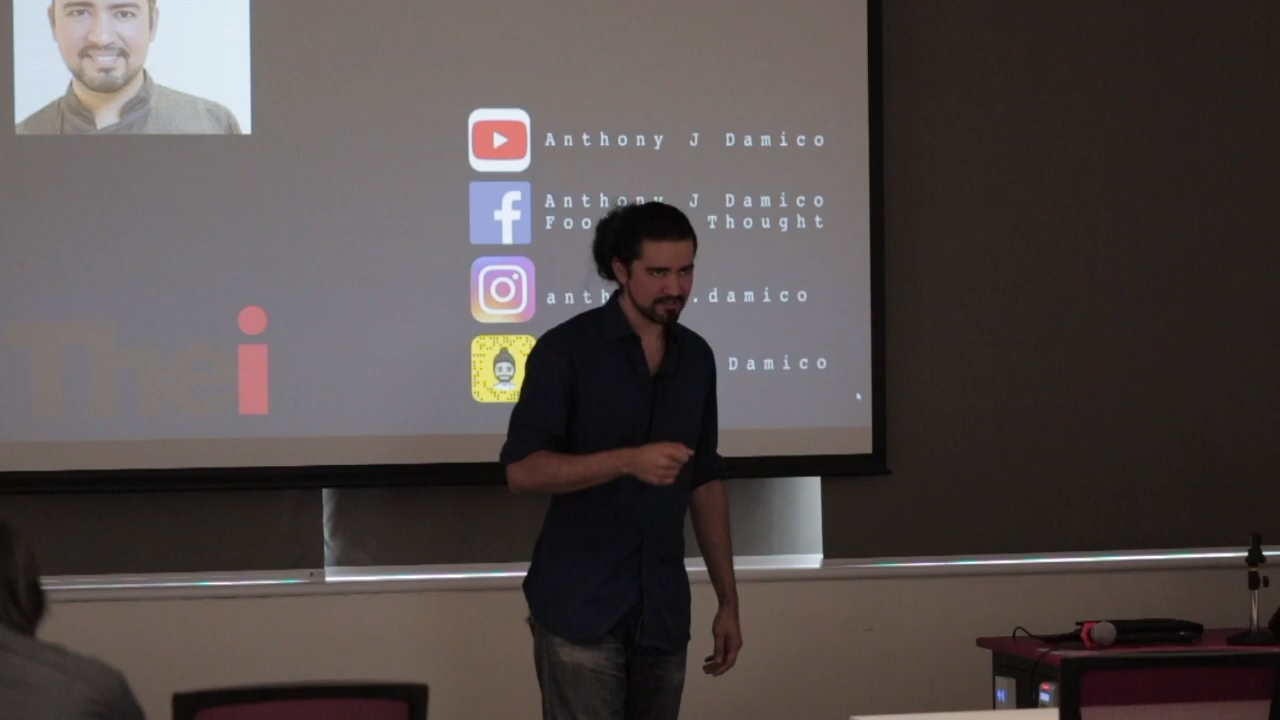 Anthony J Damico
Anthony J Damico
Thought
.damico
Damico
The i